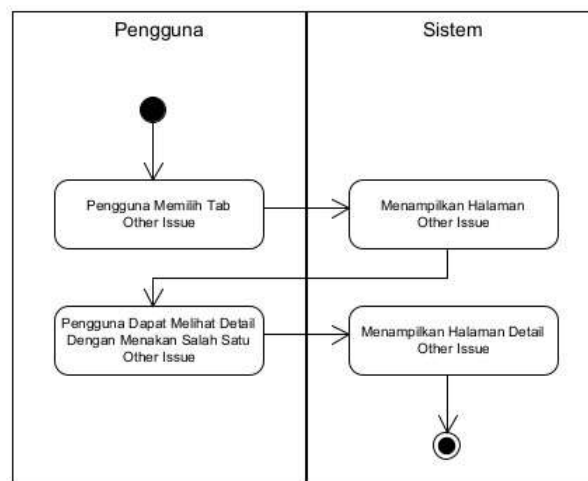 Pengguna
Sistem
Pengguna Memilih Tab
Other Issue
Menampilkan Halaman
Other Issue
Pengguna Dapat Melihat Detail
Dengan Menakan Salah Satu
Other Issue
Menampilkan Halaman Detail
Other Issue